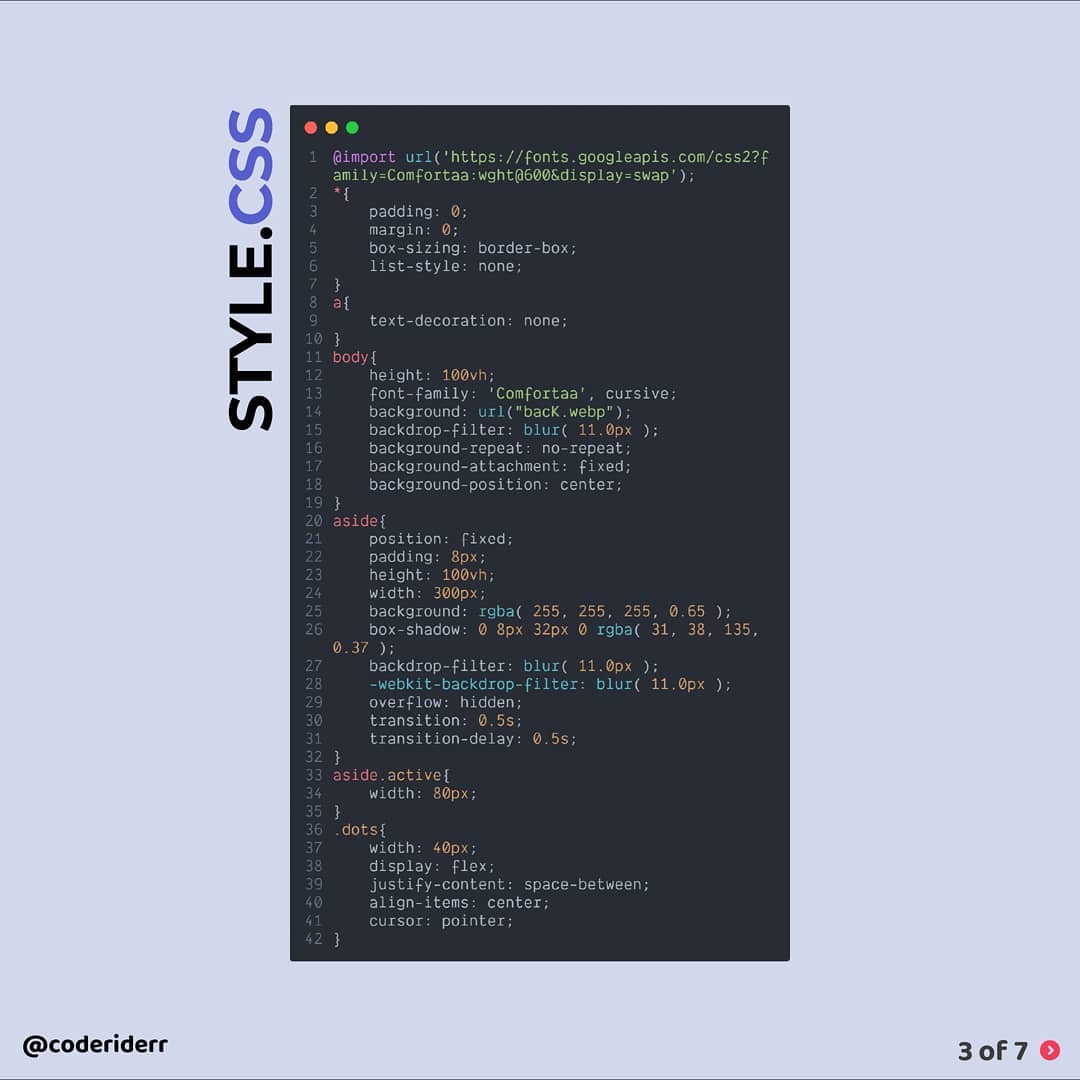 STYLE.CSS
1 @import url('https://fonts.googleapis.com/css2?f
amily=Comfortaa:wght@600&display=swap');
2 *{
3     padding: 0;
4     margin: 0;
5     box-sizing: border-box;
6     list-style: none;
7 }
8 a{
9     text-decoration: none;
10 }
11 body{
12     height: 100vh;
13     font-family: 'Comfortaa', cursive;
14     background: url("bacK.webp");
15     backdrop-filter: blur( 11.0px );
16     background-repeat: no-repeat;
17     background-attachment: fixed;
18     background-position: center;
19 }
20 aside{
21     position: fixed;
22     padding: 8px;
23     height: 100vh;
24     width: 300px;
25     background: rgba( 255, 255, 255, 0.65 );
26     box-shadow: 0 8px 32px 0 rgba( 31, 38, 135,
0.37 );
27     backdrop-filter: blur( 11.0px );
28     -webkit-backdrop-filter: blur( 11.0px );
29     overflow: hidden;
30     transition: 0.5s;
31     transition-delay: 0.5s;
32 }
33 aside.active{
34     width: 80px;
35 }
36 .dots{
37     width: 40px;
38     display: flex;
39     justify-content: space-between;
40     align-items: center;
41     cursor: pointer;
42 }
@coderiderr
3 of 7